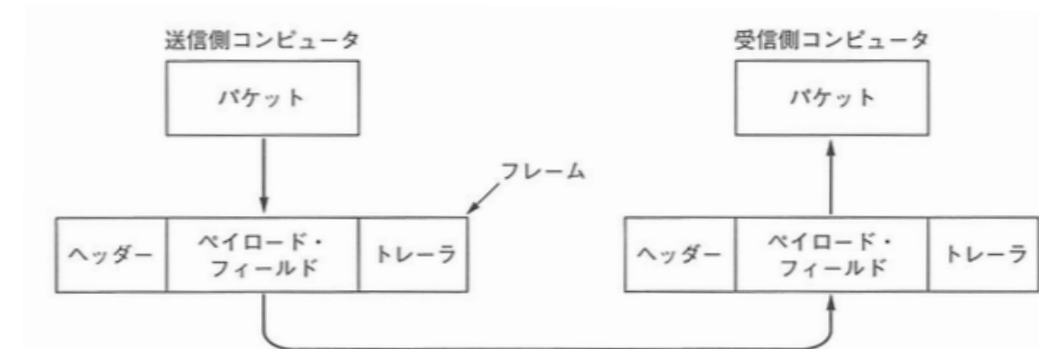 送信側コンピュータ
受信側コンピュータ
パケット
パケット
フレーム
ヘッダー
ペイロード・
フィールド
トレーラ
ヘッダー
ペイロード・
フィールド
トレーラ